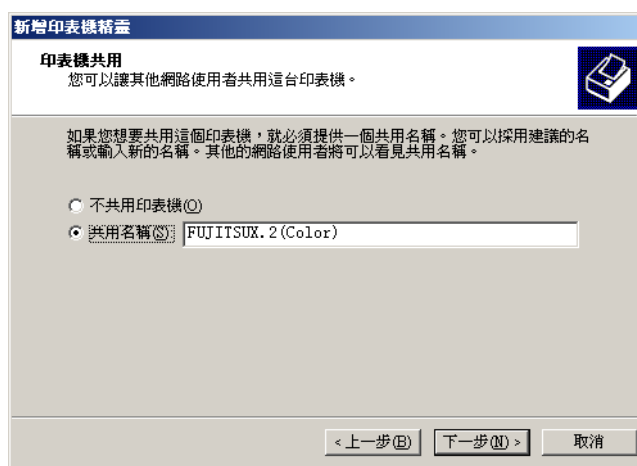 新增印表機精靈
印表機共用
您可以讓其他網路使用者共用這台印表機。
如果您想要共用這個印表機，就必須提供一個共用名稱。您可以採用建議的名
稱或輸入新的名稱。其他的網路使用者將可以看見共用名稱。
不共用印表機(O)
共用名稱(S): FUJITSUX.2(Color)
<上一步(B) 下一步(N)> 取消